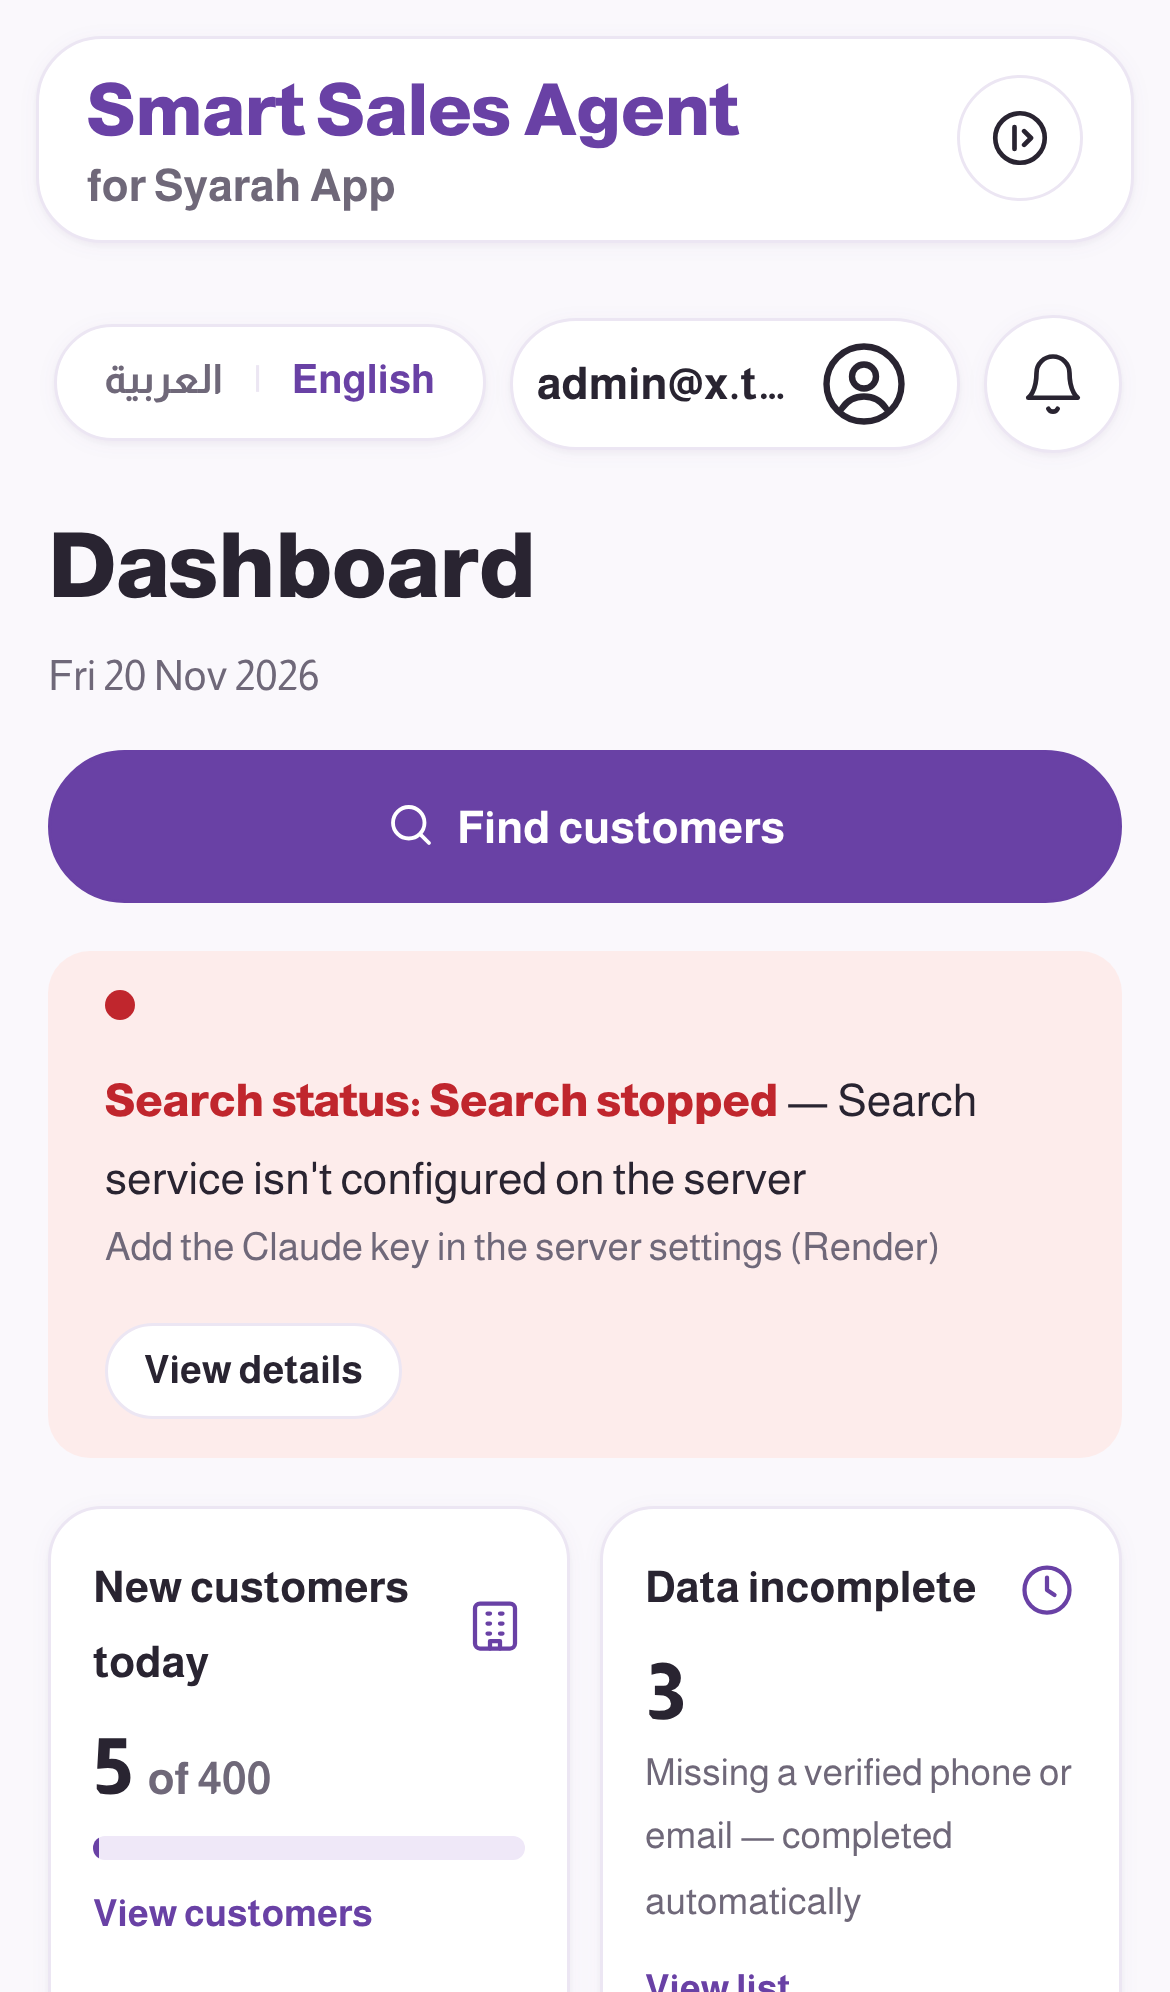 Smart Sales Agent
for Syarah App
العربية
English
admin@x.t...
Dashboard
Fri 20 Nov 2026
Find customers
Search status: Search stopped — Search
service isn't configured on the server
Add the Claude key in the server settings (Render)
View details
New customers
today
5 of 400
View customers
Data incomplete
3
Missing a verified phone or
email — completed
automatically
View list